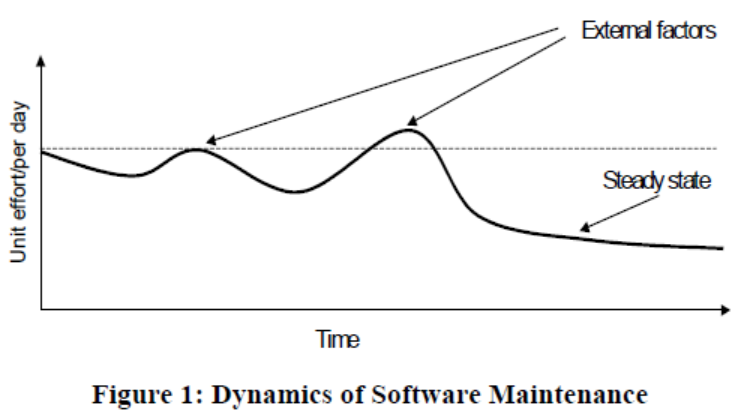 External factors
Unit effort/per day
Steady state
Time
Figure 1: Dynamics of Software Maintenance